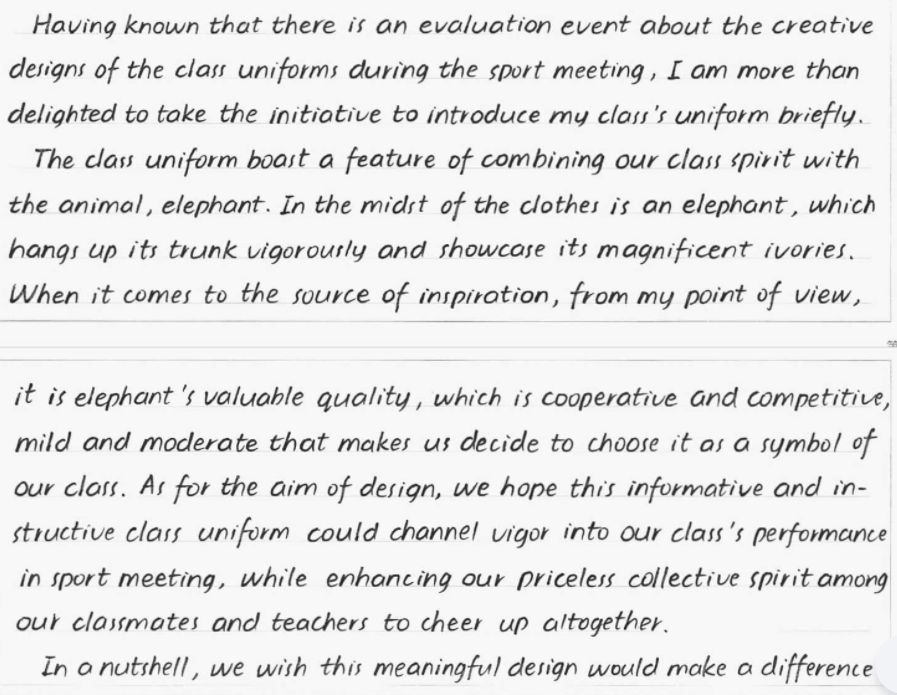 Having known that there is an evaluation event about the creative
designs of the class uniforms during the sport meeting, I am more than
delighted to take the initiative to introduce my class's uniform briefly.
The class uniform boast a feature of combining our class spirit with
the animal, elephant. In the midst of the clothes is an elephant, which
hangs up its trunk vigorously and showcase its magnificent ivories.
When it comes to the source of inspiration, from my point of view,
it is elephant's valuable quality, which is cooperative and competitive,
mild and moderate that makes us decide to choose it as a symbol of
our class. As for the aim of design, we hope this informative and in-
structive class uniform could channel vigor into our class's performance
in sport meeting, while enhancing our priceless collective spirit among
our classmates and teachers to cheer up altogether.
In a nutshell, we wish this meaningful design would make a difference